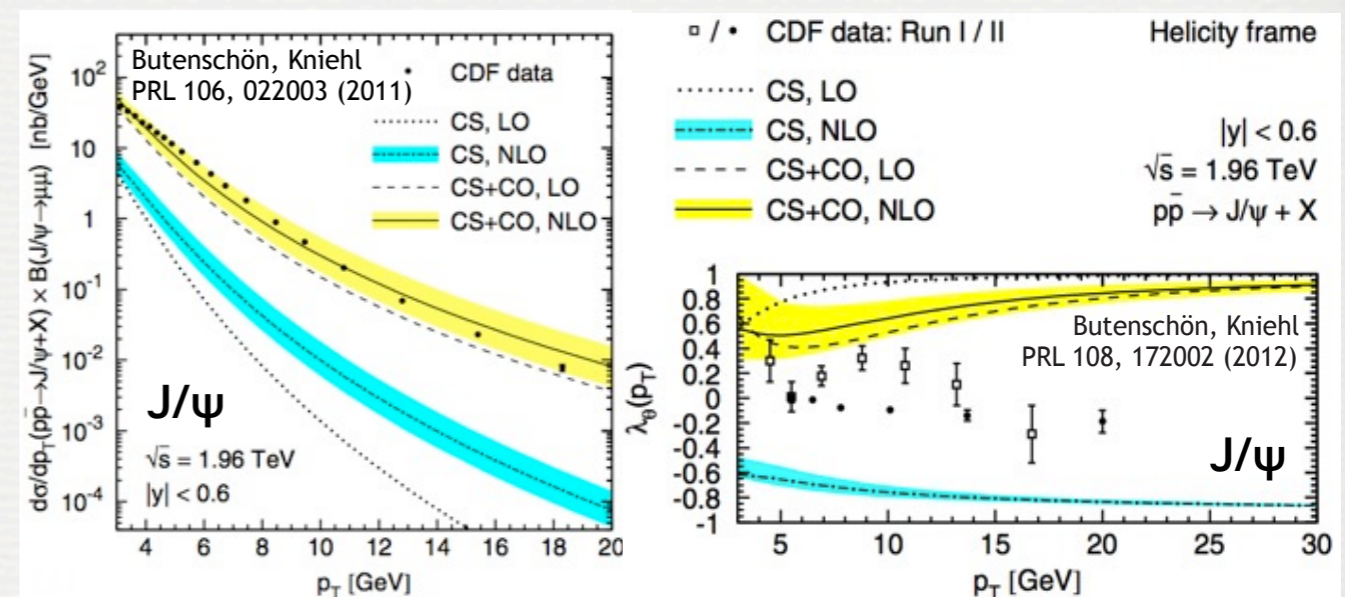 Butenschön, Kniehl
PRL 106, 022003 (2011)
CDF data
CS, LO
CS, NLO
CS+CO, LO
CS+CO, NLO
dσ/dp_T(pp̄→J/ψ+X) × B(J/ψ→μμ) [nb/GeV]
10²
10
1
10⁻¹
10⁻²
10⁻³
10⁻⁴
J/ψ
√s = 1.96 TeV
|y| < 0.6
4 6 8 10 12 14 16 18 20
p_T [GeV]
□ / • CDF data: Run I / II Helicity frame
CS, LO
CS, NLO |y| < 0.6
CS+CO, LO √s = 1.96 TeV
CS+CO, NLO pp̄ → J/ψ + X
λ_θ(p_T)
1
0.8
0.6
0.4
0.2
0
-0.2
-0.4
-0.6
-0.8
-1
Butenschön, Kniehl
PRL 108, 172002 (2012)
J/ψ
5 10 15 20 25 30
p_T [GeV]